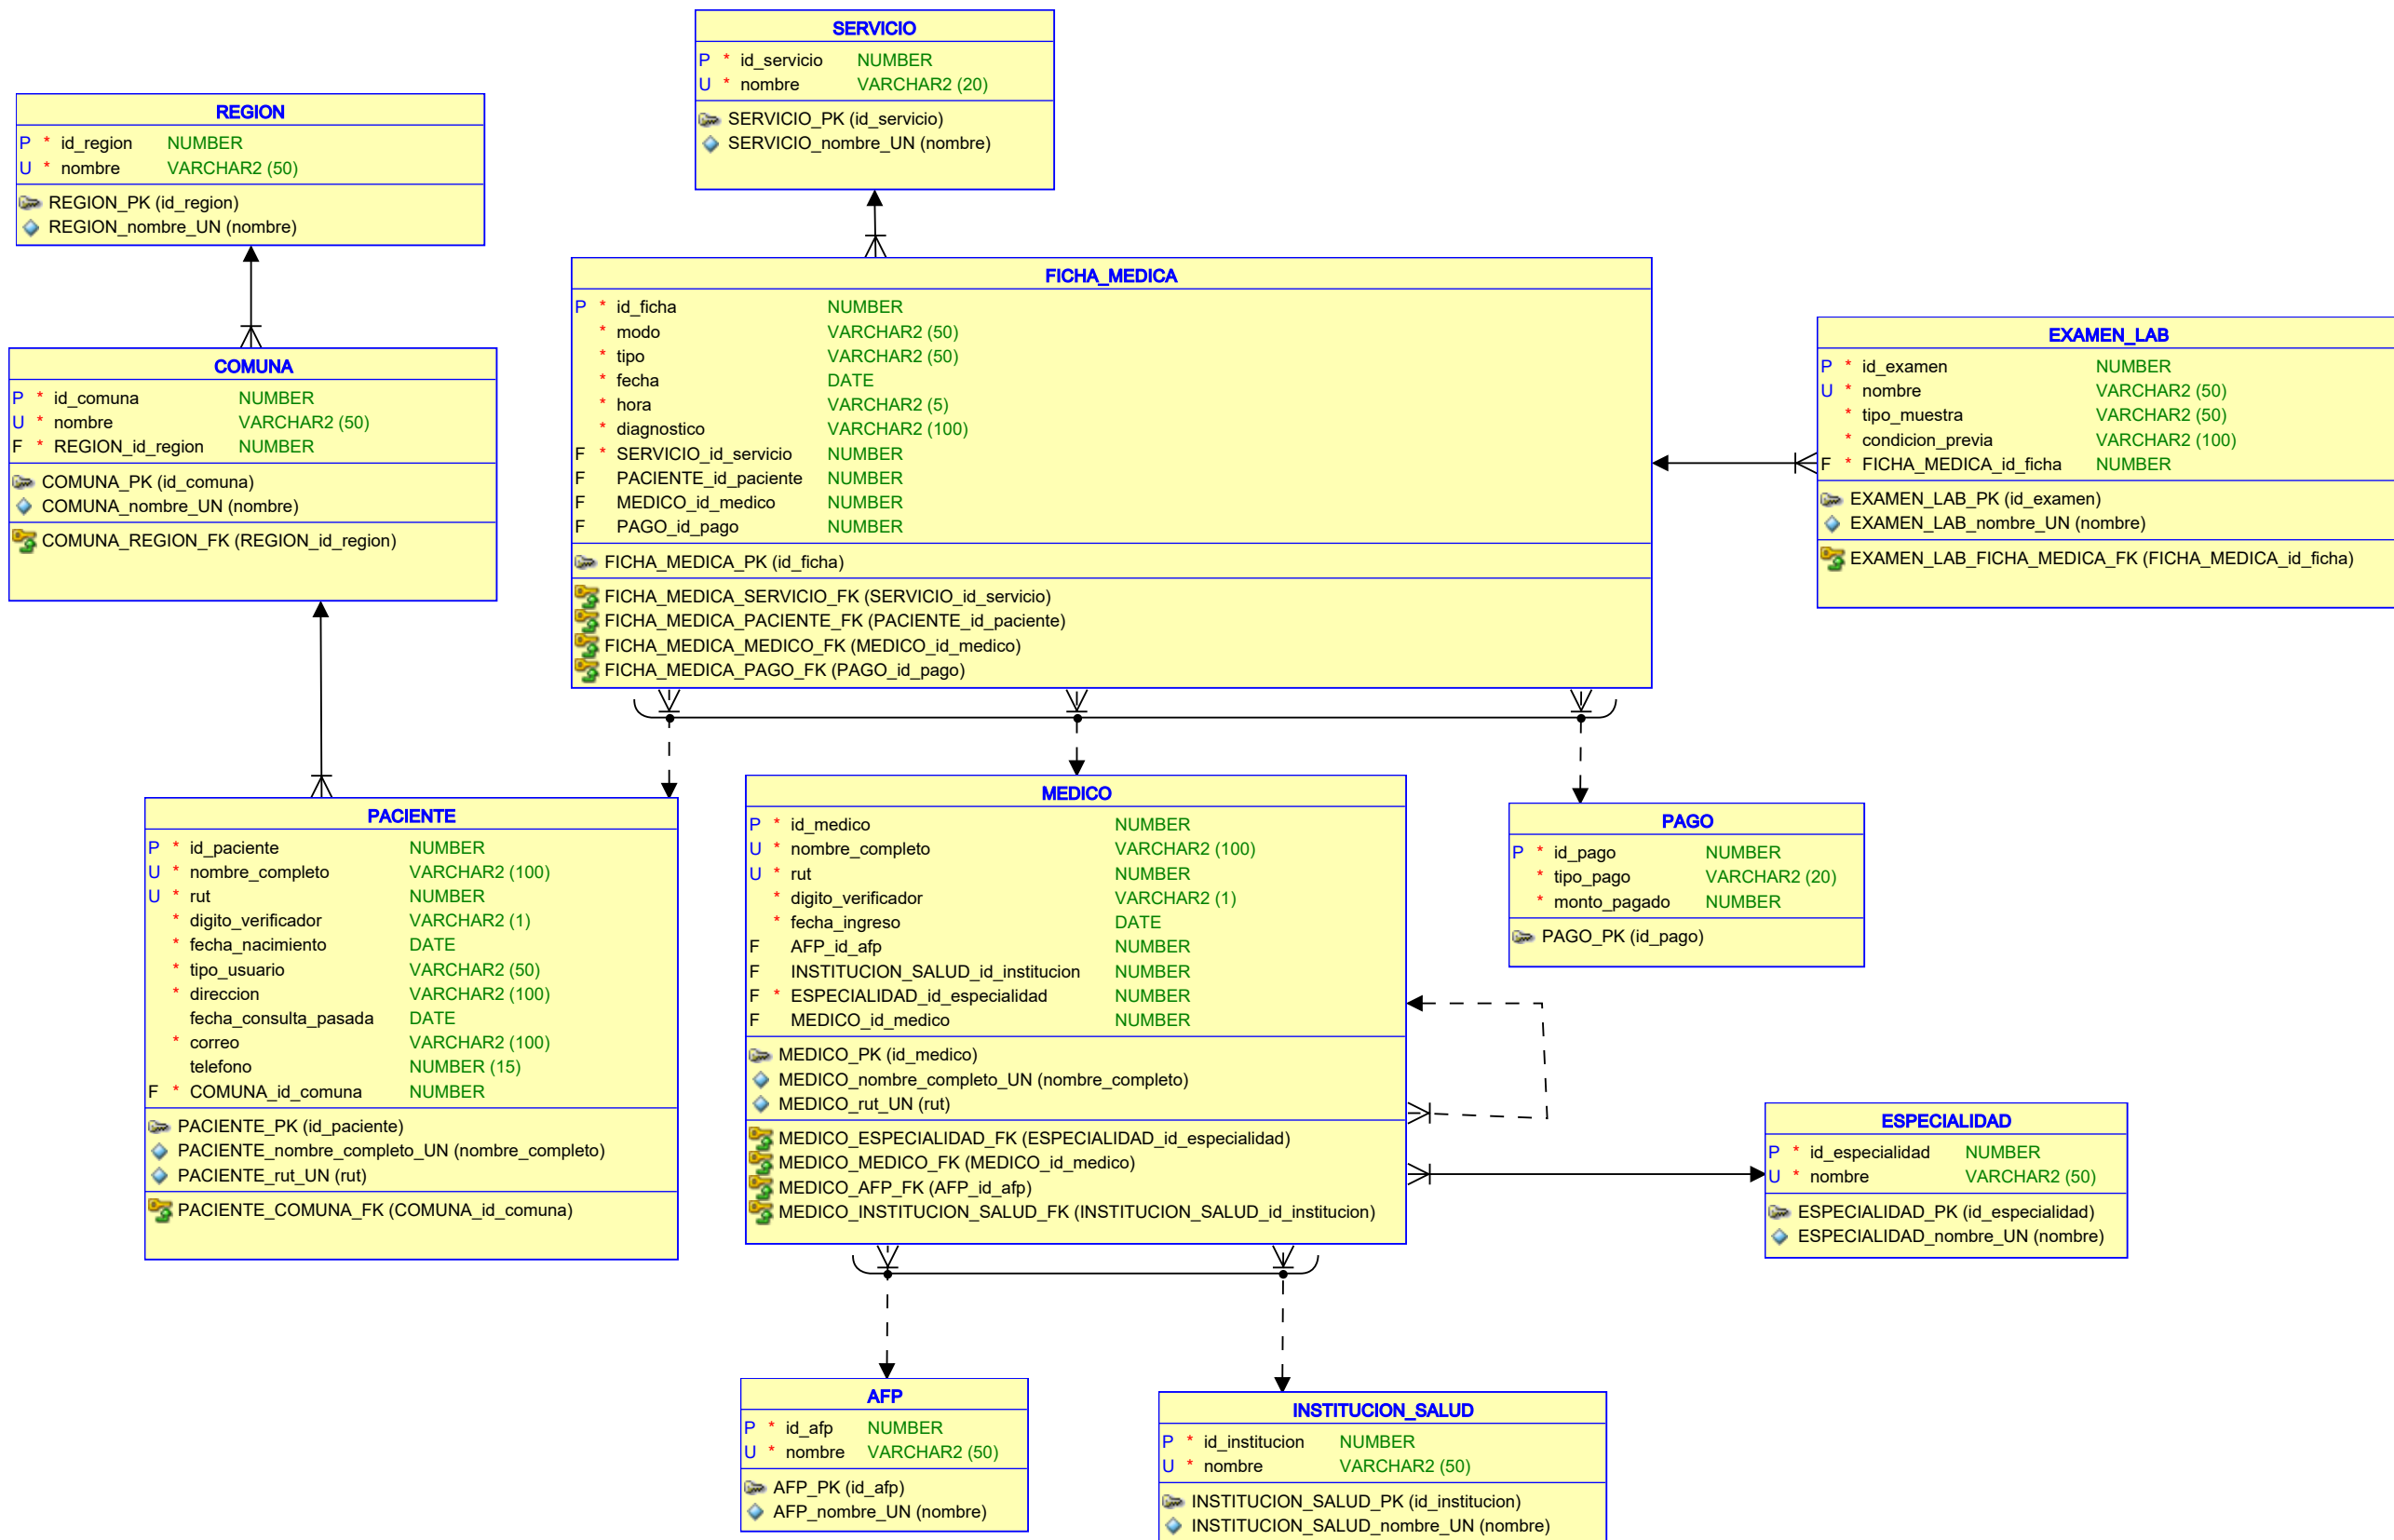 SERVICIO
P * id_servicio NUMBER
U * nombre VARCHAR2 (20)
SERVICIO_PK (id_servicio)
SERVICIO_nombre_UN (nombre)
REGION
P * id_region NUMBER
U * nombre VARCHAR2 (50)
REGION_PK (id_region)
REGION_nombre_UN (nombre)
FICHA_MEDICA
P * id_ficha NUMBER
* modo VARCHAR2 (50)
* tipo VARCHAR2 (50)
* fecha DATE
* hora VARCHAR2 (5)
* diagnostico VARCHAR2 (100)
F * SERVICIO_id_servicio NUMBER
F PACIENTE_id_paciente NUMBER
F MEDICO_id_medico NUMBER
F PAGO_id_pago NUMBER
FICHA_MEDICA_PK (id_ficha)
FICHA_MEDICA_SERVICIO_FK (SERVICIO_id_servicio)
FICHA_MEDICA_PACIENTE_FK (PACIENTE_id_paciente)
FICHA_MEDICA_MEDICO_FK (MEDICO_id_medico)
FICHA_MEDICA_PAGO_FK (PAGO_id_pago)
EXAMEN_LAB
P * id_examen NUMBER
U * nombre VARCHAR2 (50)
* tipo_muestra VARCHAR2 (50)
* condicion_previa VARCHAR2 (100)
F * FICHA_MEDICA_id_ficha NUMBER
EXAMEN_LAB_PK (id_examen)
EXAMEN_LAB_nombre_UN (nombre)
EXAMEN_LAB_FICHA_MEDICA_FK (FICHA_MEDICA_id_ficha)
COMUNA
P * id_comuna NUMBER
U * nombre VARCHAR2 (50)
F * REGION_id_region NUMBER
COMUNA_PK (id_comuna)
COMUNA_nombre_UN (nombre)
COMUNA_REGION_FK (REGION_id_region)
PACIENTE
P * id_paciente NUMBER
U * nombre_completo VARCHAR2 (100)
U * rut NUMBER
* digito_verificador VARCHAR2 (1)
* fecha_nacimiento DATE
* tipo_usuario VARCHAR2 (50)
* direccion VARCHAR2 (100)
fecha_consulta_pasada DATE
* correo VARCHAR2 (100)
telefono NUMBER (15)
F * COMUNA_id_comuna NUMBER
PACIENTE_PK (id_paciente)
PACIENTE_nombre_completo_UN (nombre_completo)
PACIENTE_rut_UN (rut)
PACIENTE_COMUNA_FK (COMUNA_id_comuna)
MEDICO
P * id_medico NUMBER
U * nombre_completo VARCHAR2 (100)
U * rut NUMBER
* digito_verificador VARCHAR2 (1)
* fecha_ingreso DATE
F AFP_id_afp NUMBER
F INSTITUCION_SALUD_id_institucion NUMBER
F * ESPECIALIDAD_id_especialidad NUMBER
F MEDICO_id_medico NUMBER
MEDICO_PK (id_medico)
MEDICO_nombre_completo_UN (nombre_completo)
MEDICO_rut_UN (rut)
MEDICO_ESPECIALIDAD_FK (ESPECIALIDAD_id_especialidad)
MEDICO_MEDICO_FK (MEDICO_id_medico)
MEDICO_AFP_FK (AFP_id_afp)
MEDICO_INSTITUCION_SALUD_FK (INSTITUCION_SALUD_id_institucion)
PAGO
P * id_pago NUMBER
* tipo_pago VARCHAR2 (20)
* monto_pagado NUMBER
PAGO_PK (id_pago)
ESPECIALIDAD
P * id_especialidad NUMBER
U * nombre VARCHAR2 (50)
ESPECIALIDAD_PK (id_especialidad)
ESPECIALIDAD_nombre_UN (nombre)
AFP
P * id_afp NUMBER
U * nombre VARCHAR2 (50)
AFP_PK (id_afp)
AFP_nombre_UN (nombre)
INSTITUCION_SALUD
P * id_institucion NUMBER
U * nombre VARCHAR2 (50)
INSTITUCION_SALUD_PK (id_institucion)
INSTITUCION_SALUD_nombre_UN (nombre)